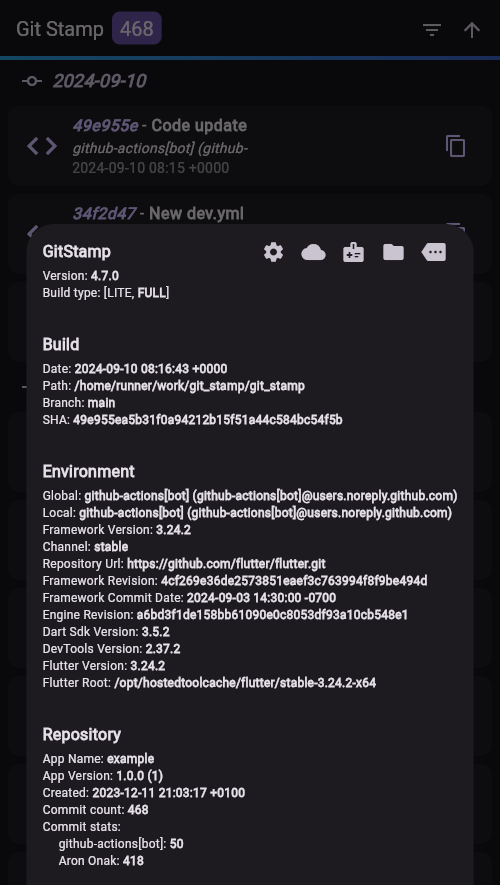 Git Stamp 468
2024-09-10
49e955e - Code update
github-actions[bot] (github-
2024-09-10 08:15 +0000
34f2d47 - New dev.yml
GitStamp
Version: 4.7.0
Build type: [LITE, FULL]
Build
Date: 2024-09-10 08:16:43 +0000
Path: /home/runner/work/git_stamp/git_stamp
Branch: main
SHA: 49e955ea5b31f0a94212b15f51a44c584bc54f5b
Environment
Global: github-actions[bot] (github-actions[bot]@users.noreply.github.com)
Local: github-actions[bot] (github-actions[bot]@users.noreply.github.com)
Framework Version: 3.24.2
Channel: stable
Repository Url: https://github.com/flutter/flutter.git
Framework Revision: 4cf269e36de2573851eaef3c763994f8f9be494d
Framework Commit Date: 2024-09-03 14:30:00 -0700
Engine Revision: a6bd3f1de158bb61090e0c8053df93a10cb548e1
Dart Sdk Version: 3.5.2
DevTools Version: 2.37.2
Flutter Version: 3.24.2
Flutter Root: /opt/hostedtoolcache/flutter/stable-3.24.2-x64
Repository
App Name: example
App Version: 1.0.0 (1)
Created: 2023-12-11 21:03:17 +0100
Commit count: 468
Commit stats:
github-actions[bot]: 50
Aron Onak: 418